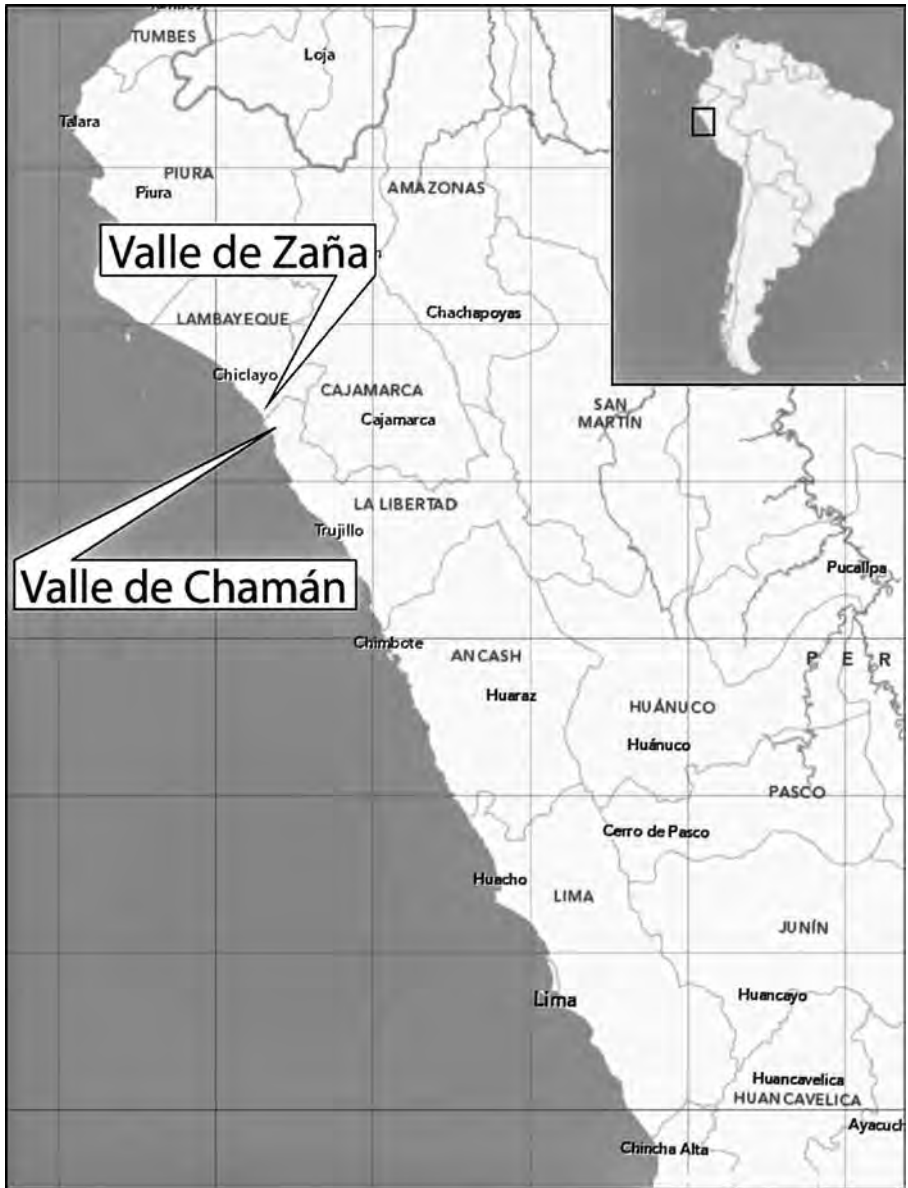 TUMBES
Loja
Talara
PIURA
Piura
AMAZONAS
Valle de Zaña
Chachapoyas
LAMBAYEQUE
Chiclayo
CAJAMARCA
Cajamarca
SAN
MARTÍN
LA LIBERTAD
Trujillo
Valle de Chamán
Pucallpa
Chimbote
ANCASH
P E R
Huaraz
HUÁNUCO
Huánuco
PASCO
Cerro de Pasco
Huacho
LIMA
JUNÍN
Lima
Huancayo
Huancavelica
HUANCAVELICA
Ayacuch
Chincha Alta